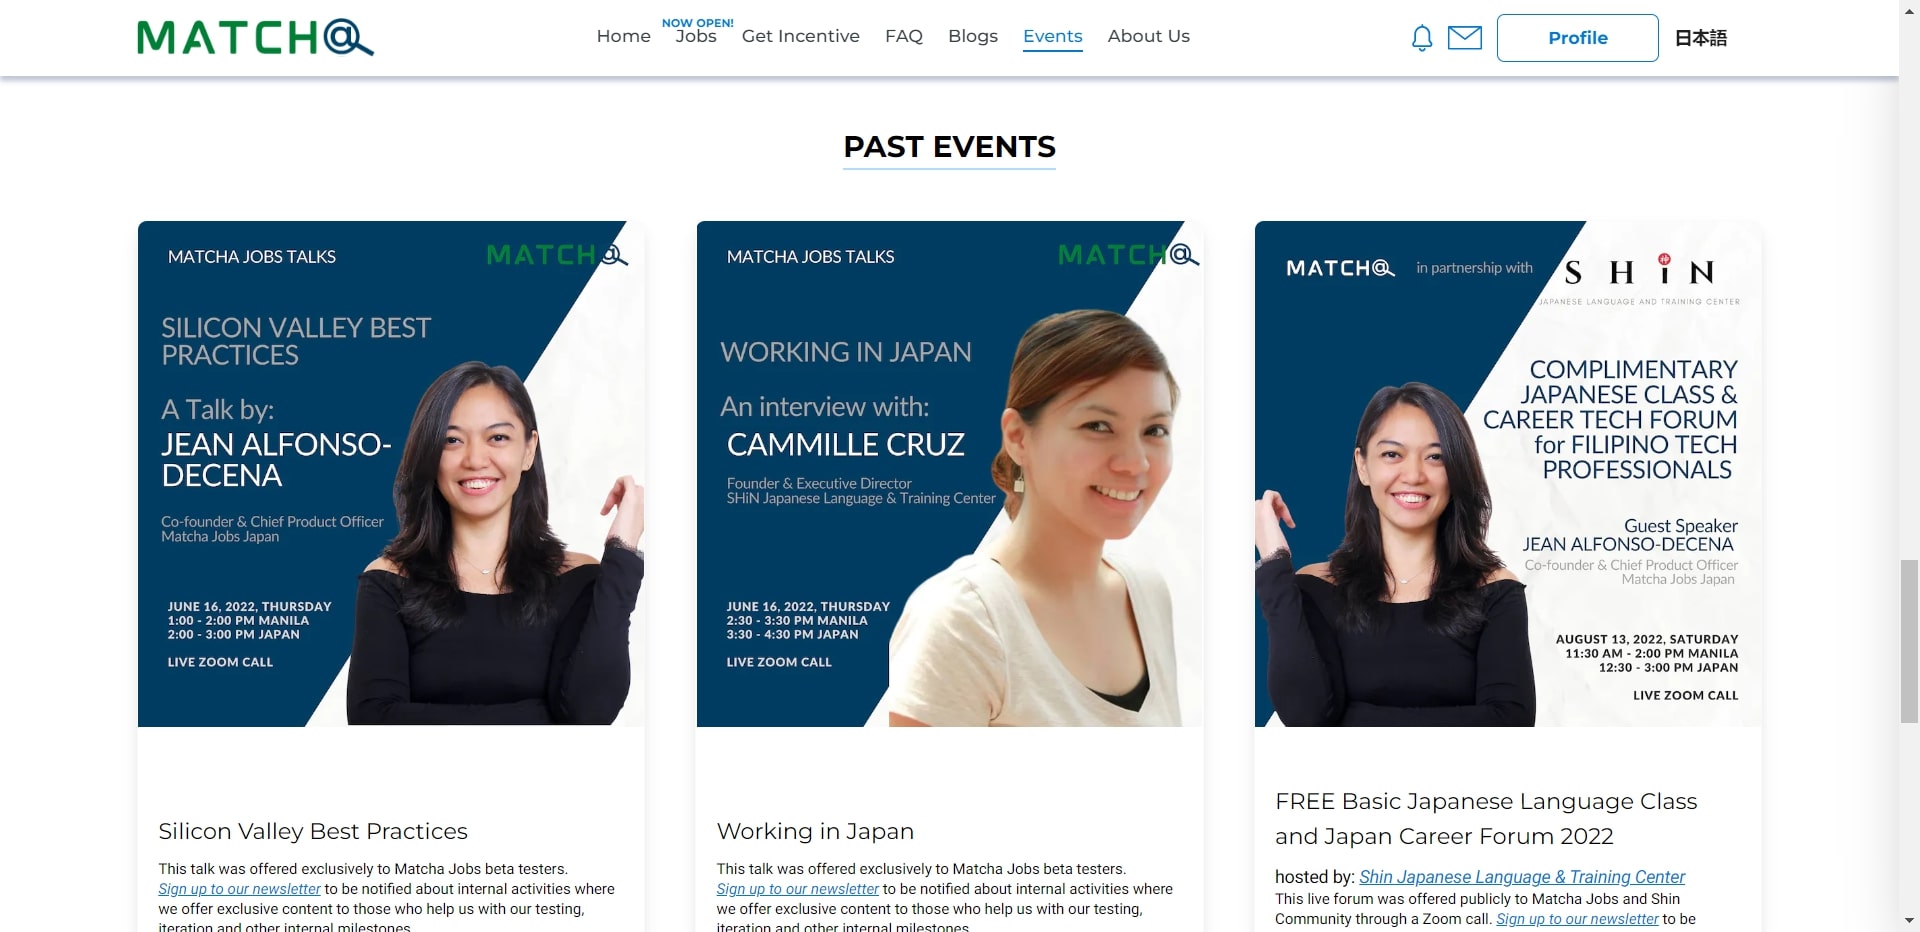 MATCH@
Home
NOW OPEN!
Jobs
Get Incentive
FAQ
Blogs
Events
About Us
Profile
日本語
PAST EVENTS
MATCHA JOBS TALKS
MATCH@
SILICON VALLEY BEST
PRACTICES
A Talk by:
JEAN ALFONSO-
DECENA
Co-founder & Chief Product Officer
Matcha Jobs Japan
JUNE 16, 2022, THURSDAY
1:00 - 2:00 PM MANILA
2:00 - 3:00 PM JAPAN
LIVE ZOOM CALL
Silicon Valley Best Practices
This talk was offered exclusively to Matcha Jobs beta testers.
Sign up to our newsletter to be notified about internal activities where
we offer exclusive content to those who help us with our testing,
iteration and other internal milestones.
MATCHA JOBS TALKS
MATCH@
WORKING IN JAPAN
An interview with:
CAMMILLE CRUZ
Founder & Executive Director
SHiN Japanese Language & Training Center
JUNE 16, 2022, THURSDAY
2:30 - 3:30 PM MANILA
3:30 - 4:30 PM JAPAN
LIVE ZOOM CALL
Working in Japan
This talk was offered exclusively to Matcha Jobs beta testers.
Sign up to our newsletter to be notified about internal activities where
we offer exclusive content to those who help us with our testing,
iteration and other internal milestones.
MATCH@ in partnership with
SHiN
JAPANESE LANGUAGE AND TRAINING CENTER
COMPLIMENTARY
JAPANESE CLASS &
CAREER TECH FORUM
for FILIPINO TECH
PROFESSIONALS
Guest Speaker
JEAN ALFONSO-DECENA
Co-founder & Chief Product Officer
Matcha Jobs Japan
AUGUST 13, 2022, SATURDAY
11:30 AM - 2:00 PM MANILA
12:30 - 3:00 PM JAPAN
LIVE ZOOM CALL
FREE Basic Japanese Language Class
and Japan Career Forum 2022
hosted by: Shin Japanese Language & Training Center
This live forum was offered publicly to Matcha Jobs and Shin
Community through a Zoom call. Sign up to our newsletter to be